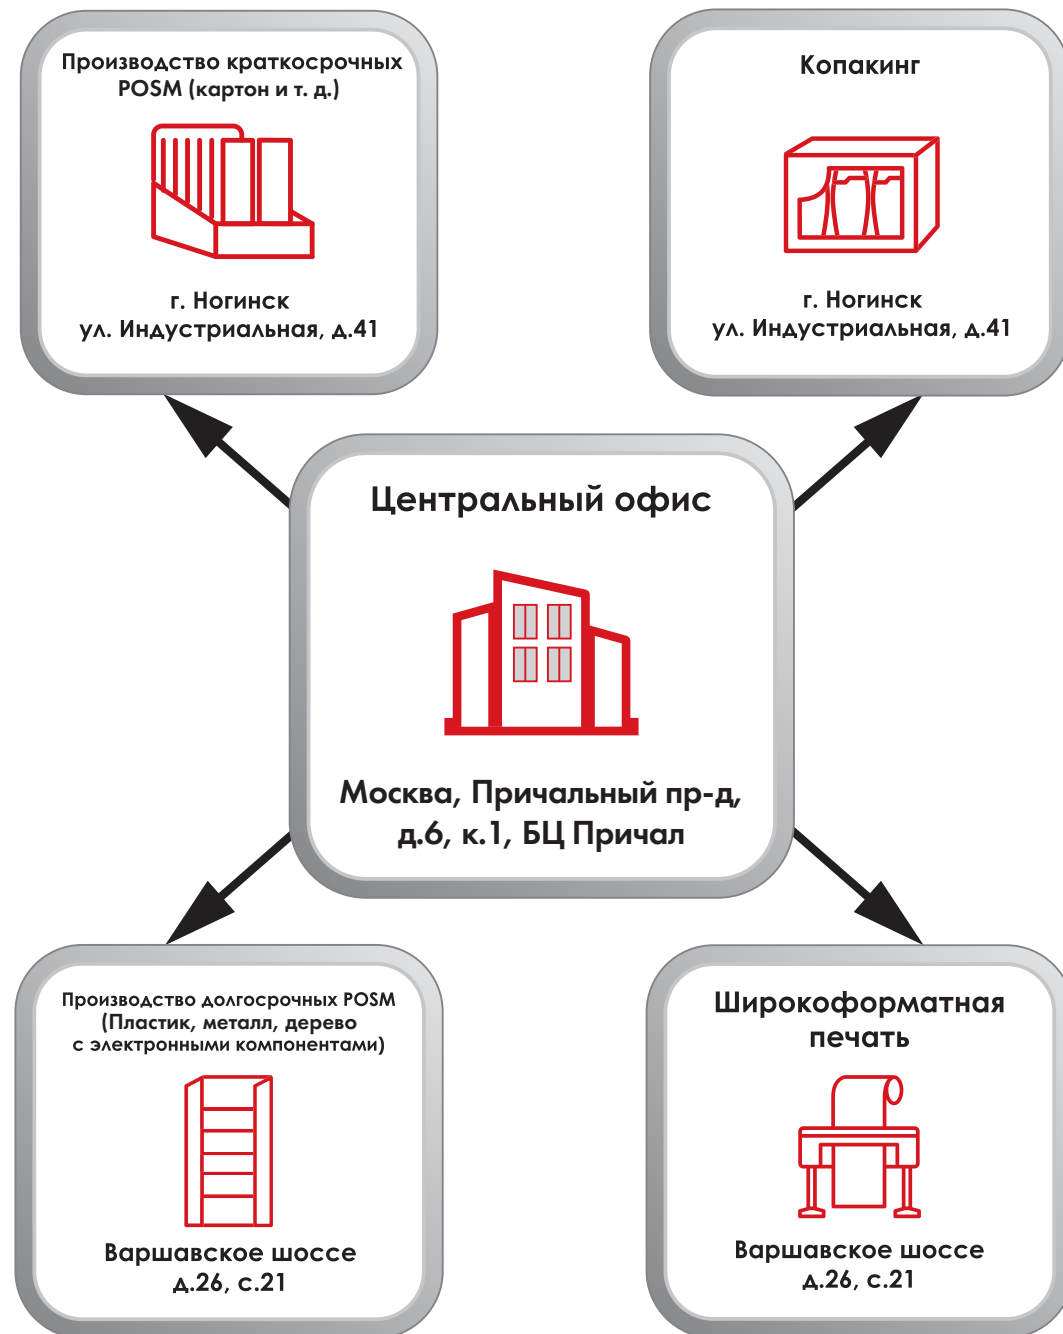 Производство краткосрочных
POSM (картон и т. д.)
г. Ногинск
ул. Индустриальная, д.41
Копакинг
г. Ногинск
ул. Индустриальная, д.41
Центральный офис
Москва, Причальный пр-д,
д.6, к.1, БЦ Причал
Производство долгосрочных POSM
(Пластик, металл, дерево
с электронными компонентами)
Варшавское шоссе
д.26, с.21
Широкоформатная
печать
Варшавское шоссе
д.26, с.21